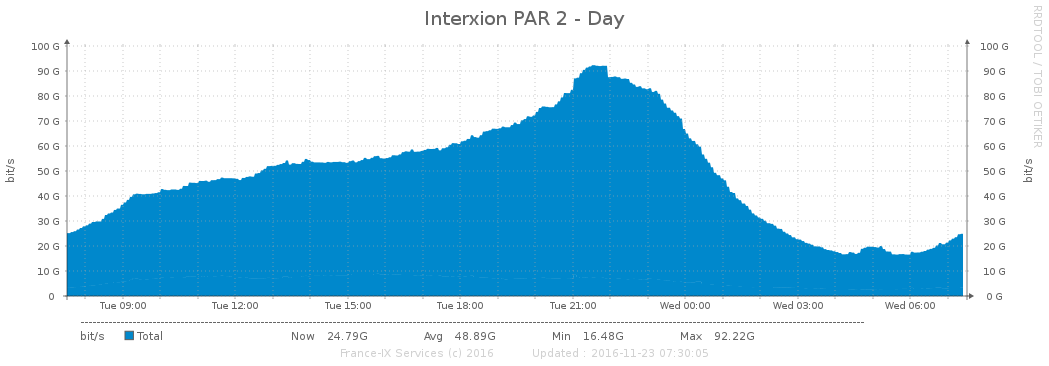 Interxion PAR 2 - Day
RRDTOOL / TOBI OETIKER
bit/s
100 G 100 G
90 G 90 G
80 G 80 G
70 G 70 G
60 G 60 G
50 G 50 G
40 G 40 G
30 G 30 G
20 G 20 G
10 G 10 G
0 0 G
bit/s
Tue 09:00 Tue 12:00 Tue 15:00 Tue 18:00 Tue 21:00 Wed 00:00 Wed 03:00 Wed 06:00
bit/s Total Now 24.79G Avg 48.89G Min 16.48G Max 92.22G
France-IX Services (c) 2016 Updated : 2016-11-23 07:30:05